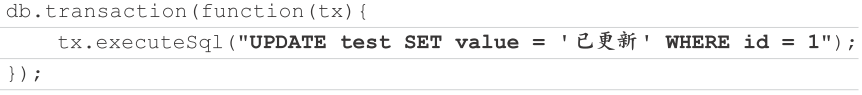 db.transaction(function(tx){
    tx.executeSql("UPDATE test SET value = '已更新' WHERE id = 1");
});